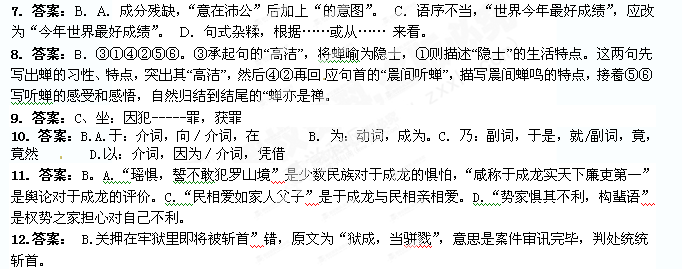 7. 答案：B. A. 成分残缺，“意在沛公”后加上“的意图”。 C. 语序不当，“世界今年最好成绩”，应改
为“今年世界最好成绩”。 D. 句式杂糅，根据……或从…… 来看。
8. 答案：B. ③①④②⑤⑥。③承起句的“高洁”，将蝉喻为隐士，①则描述“隐士”的生活特点。这两句先
写出蝉的习性、特点，突出其“高洁”，然后④②再回应句首的“晨间听蝉”，描写晨间蝉鸣的特点，接着⑤⑥
写听蝉的感受和感悟，自然归结到结尾的“蝉亦是禅。
9. 答案：C、坐：因犯-----罪，获罪
10. 答案：B.A.于：介词，向／介词，在 B. 为：动词，成为。C. 乃：副词，于是，就/副词，竟，
竟然 D.以：介词，因为／介词，凭借
11. 答案：B。A.“瑶惧，誓不敢犯罗山境”是少数民族对于成龙的惧怕，“咸称于成龙实天下廉吏第一”
是舆论对于成龙的评价。C.“民相爱如家人父子”是于成龙与民相亲相爱。D.“势家惧其不利，构蜚语”
是权势之家担心对自己不利。
12.答案： B.关押在牢狱里即将被斩首”错，原文为“狱成，当骈戮”，意思是案件审讯完毕，判处统统
斩首。